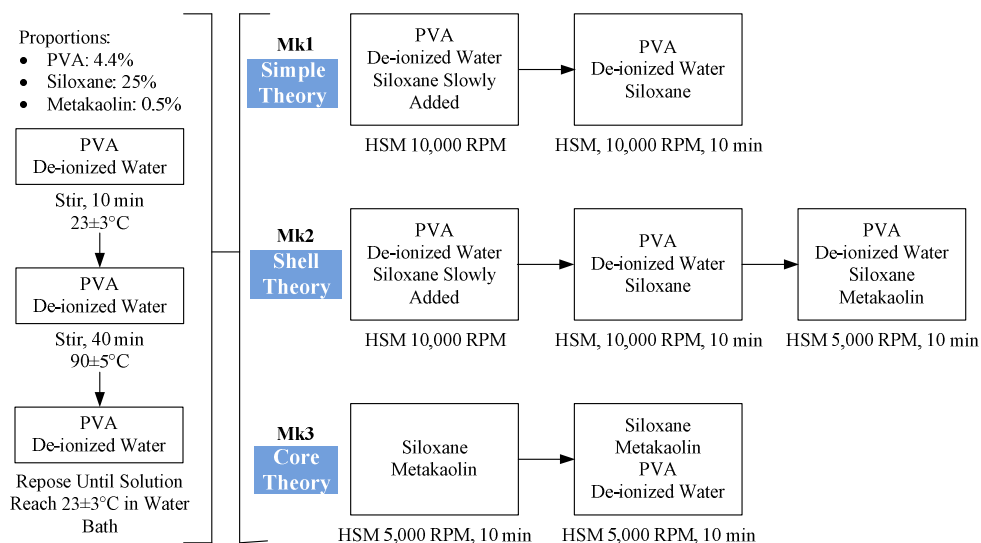 Proportions:
• PVA: 4.4%
• Siloxane: 25%
• Metakaolin: 0.5%
PVA
De-ionized Water
Stir, 10 min
23±3°C
PVA
De-ionized Water
Stir, 40 min
90±5°C
PVA
De-ionized Water
Repose Until Solution
Reach 23±3°C in Water
Bath
Mk1
Simple
Theory
PVA
De-ionized Water
Siloxane Slowly
Added
HSM 10,000 RPM
PVA
De-ionized Water
Siloxane
HSM, 10,000 RPM, 10 min
Mk2
Shell
Theory
PVA
De-ionized Water
Siloxane Slowly
Added
HSM 10,000 RPM
PVA
De-ionized Water
Siloxane
HSM, 10,000 RPM, 10 min
PVA
De-ionized Water
Siloxane
Metakaolin
HSM 5,000 RPM, 10 min
Mk3
Core
Theory
Siloxane
Metakaolin
HSM 5,000 RPM, 10 min
Siloxane
Metakaolin
PVA
De-ionized Water
HSM 5,000 RPM, 10 min